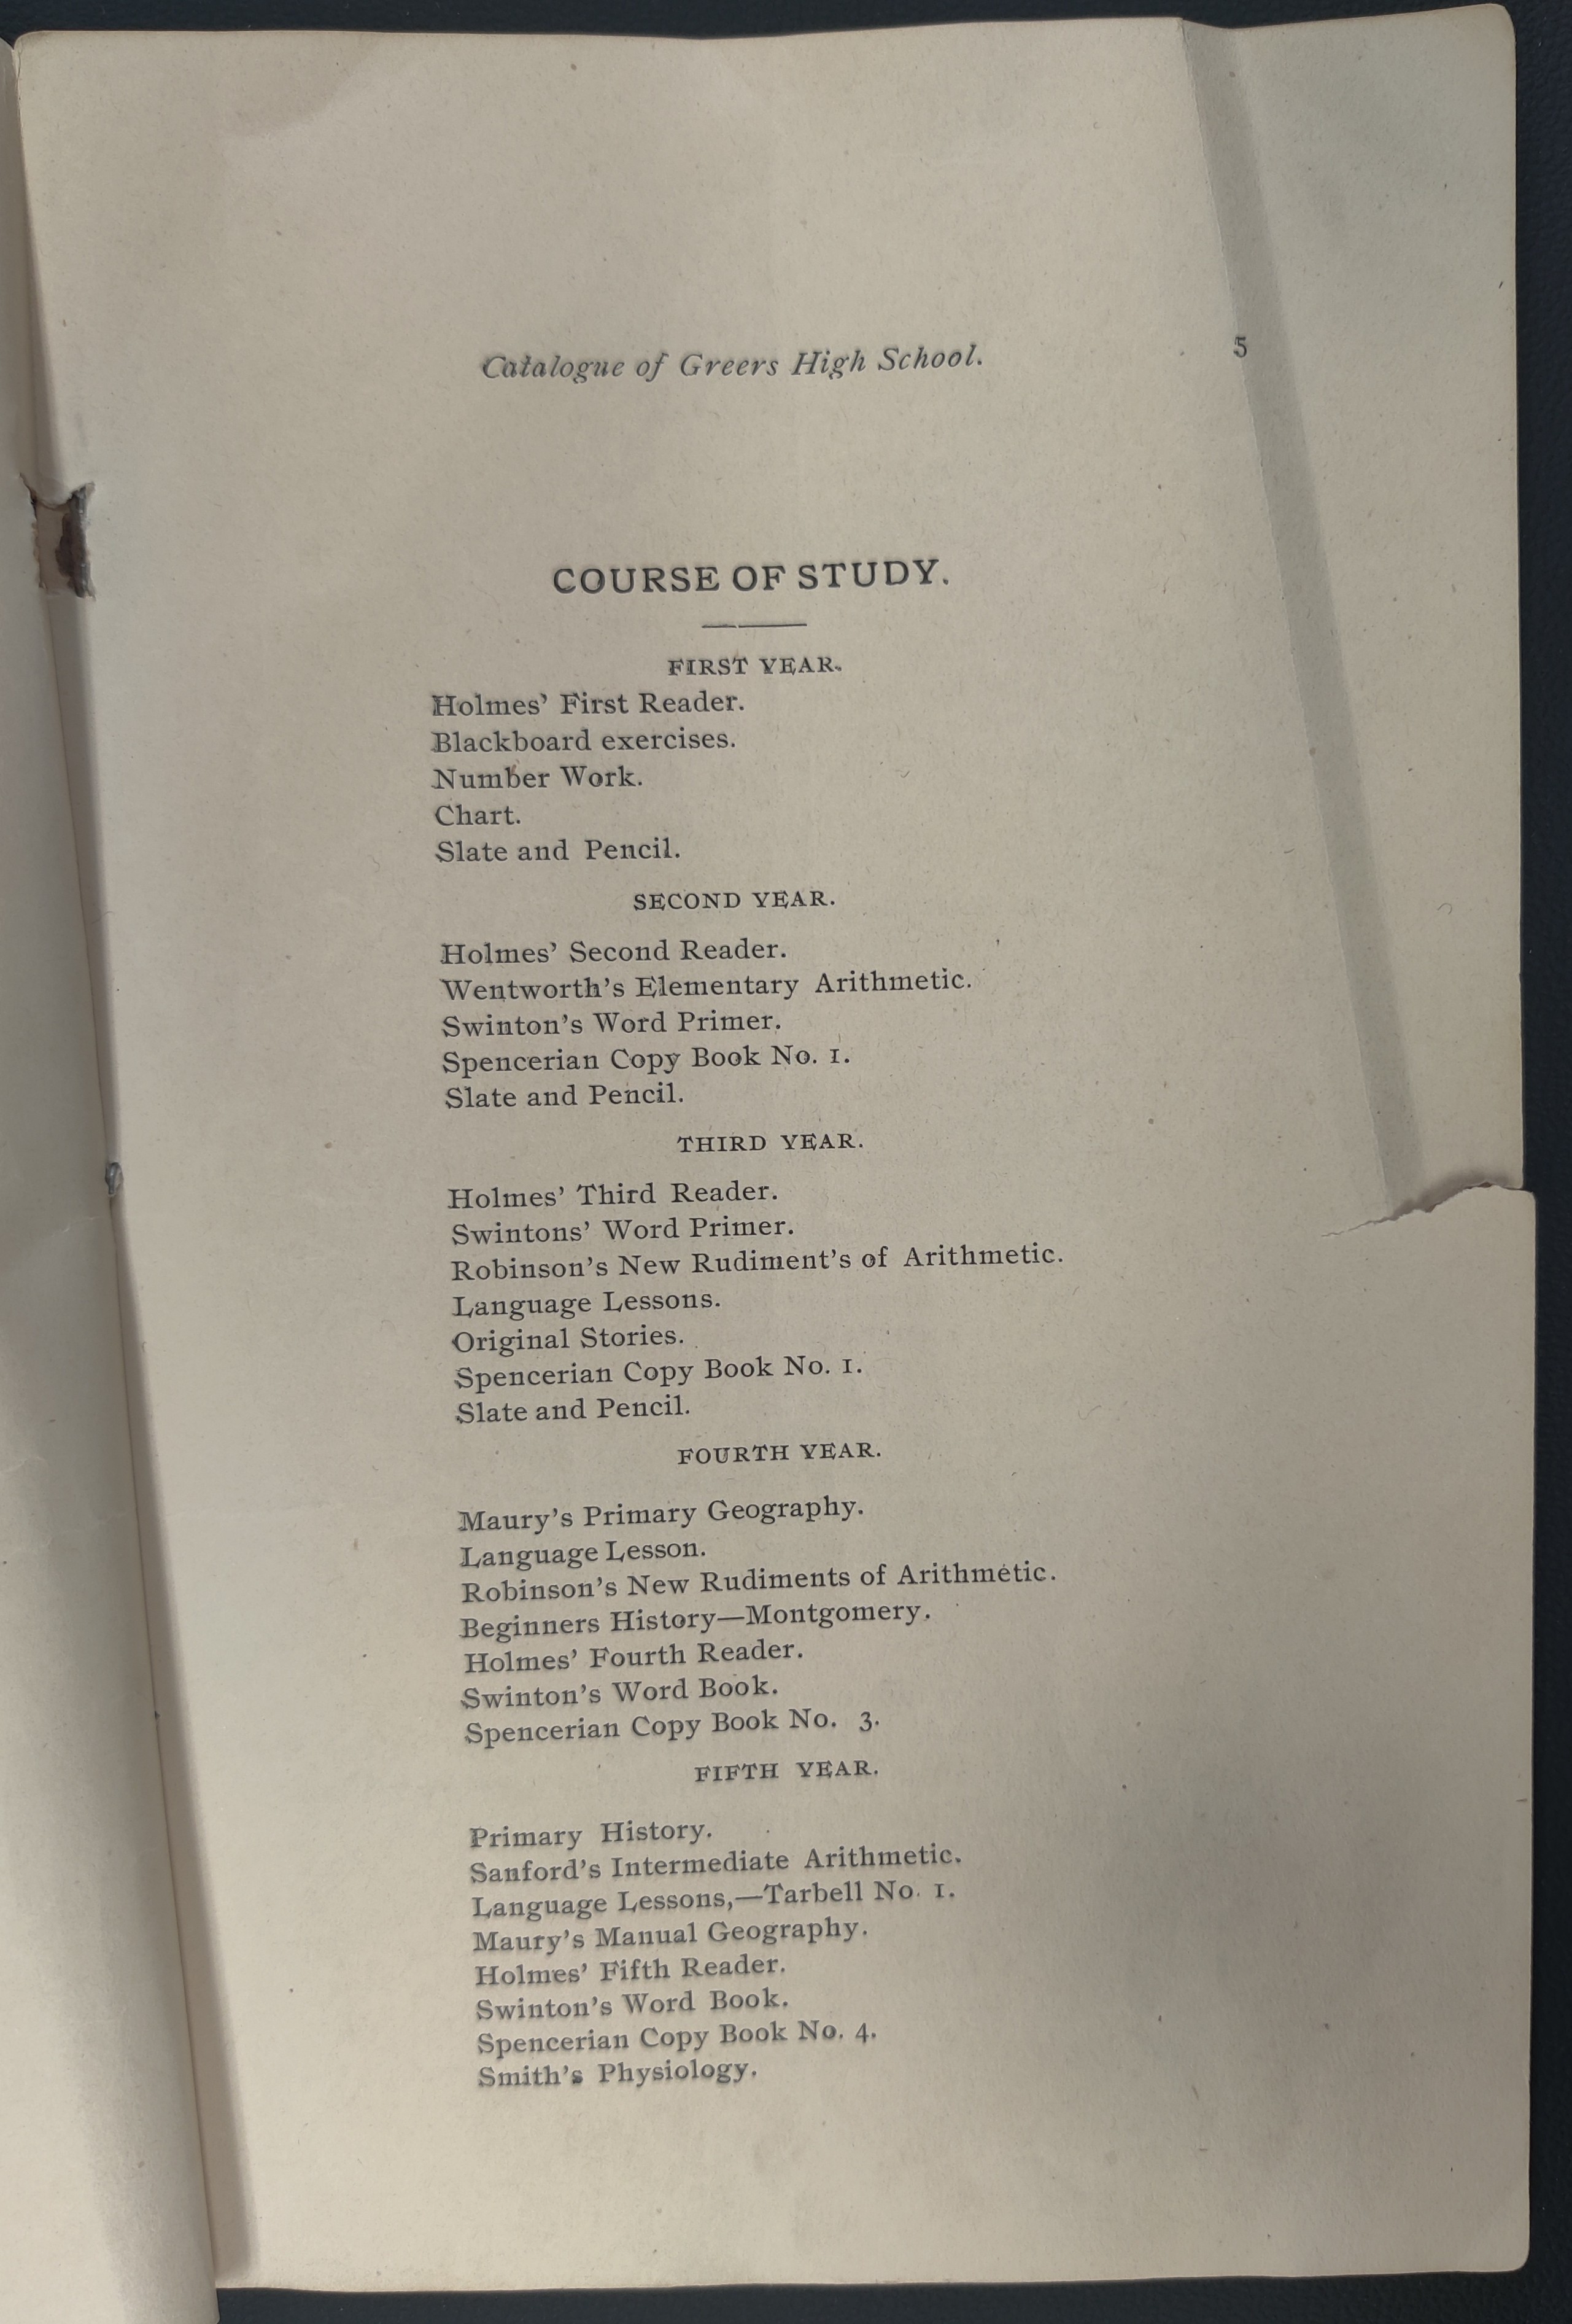 Catalogue of Greers High School. 5
COURSE OF STUDY.
FIRST YEAR.
Holmes’ First Reader.
Blackboard exercises.
Number Work.
Chart.
Slate and Pencil.
SECOND YEAR.
Holmes’ Second Reader.
Wentworth’s Elementary Arithmetic.
Swinton’s Word Primer.
Spencerian Copy Book No. 1.
Slate and Pencil.
THIRD YEAR.
Holmes’ Third Reader.
Swintons’ Word Primer.
Robinson’s New Rudiment’s of Arithmetic.
Language Lessons.
Original Stories.
Spencerian Copy Book No. 1.
Slate and Pencil.
FOURTH YEAR.
Maury’s Primary Geography.
Language Lesson.
Robinson’s New Rudiments of Arithmetic.
Beginners History—Montgomery.
Holmes’ Fourth Reader.
Swinton’s Word Book.
Spencerian Copy Book No. 3.
FIFTH YEAR.
Primary History.
Sanford’s Intermediate Arithmetic.
Language Lessons,—Tarbell No. 1.
Maury’s Manual Geography.
Holmes’ Fifth Reader.
Swinton’s Word Book.
Spencerian Copy Book No. 4.
Smith’s Physiology.